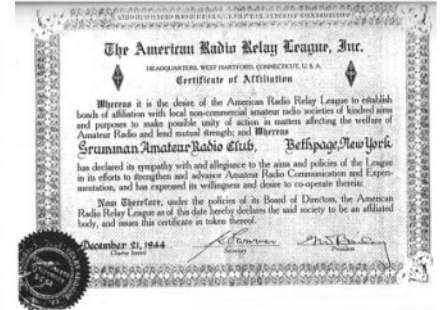 The American Radio Relay League, Inc.
HEADQUARTERS, WEST HARTFORD, CONNECTICUT, U. S. A.
Certificate of Affiliation
Whereas it is the desire of the American Radio Relay League to establish
bonds of affiliation with local non-commercial amateur radio societies of kindred aims
and purposes to make possible unity of action in matters affecting the welfare of
Amateur Radio and lend mutual strength; and Whereas
Grumman Amateur Radio Club, Bethpage, New York
has declared its sympathy with and allegiance to the aims and policies of the League
in its efforts to strengthen and advance Amateur Radio Communication and Exper-
mentation, and has expressed its willingness and desire to co-operate therein:
Now Therefore, under the policies of its Board of Directors, the American
Radio Relay League as of this date hereby declares the said society to be an affiliated
body, and issues this certificate in token thereof.
December 21, 1944
Charter Issued
Secretary
President